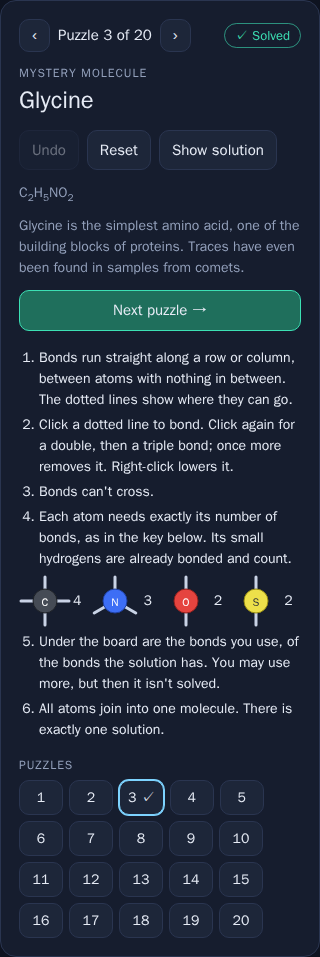 ‹ Puzzle 3 of 20 › ✓ Solved
MYSTERY MOLECULE
Glycine
Undo Reset Show solution
C₂H₅NO₂
Glycine is the simplest amino acid, one of the
building blocks of proteins. Traces have even
been found in samples from comets.
Next puzzle →
1. Bonds run straight along a row or column,
between atoms with nothing in between.
The dotted lines show where they can go.
2. Click a dotted line to bond. Click again for
a double, then a triple bond; once more
removes it. Right-click lowers it.
3. Bonds can't cross.
4. Each atom needs exactly its number of
bonds, as in the key below. Its small
hydrogens are already bonded and count.
C 4 N 3 O 2 S 2
5. Under the board are the bonds you use, of
the bonds the solution has. You may use
more, but then it isn't solved.
6. All atoms join into one molecule. There is
exactly one solution.
PUZZLES
1 2 3 ✓ 4 5
6 7 8 9 10
11 12 13 14 15
16 17 18 19 20